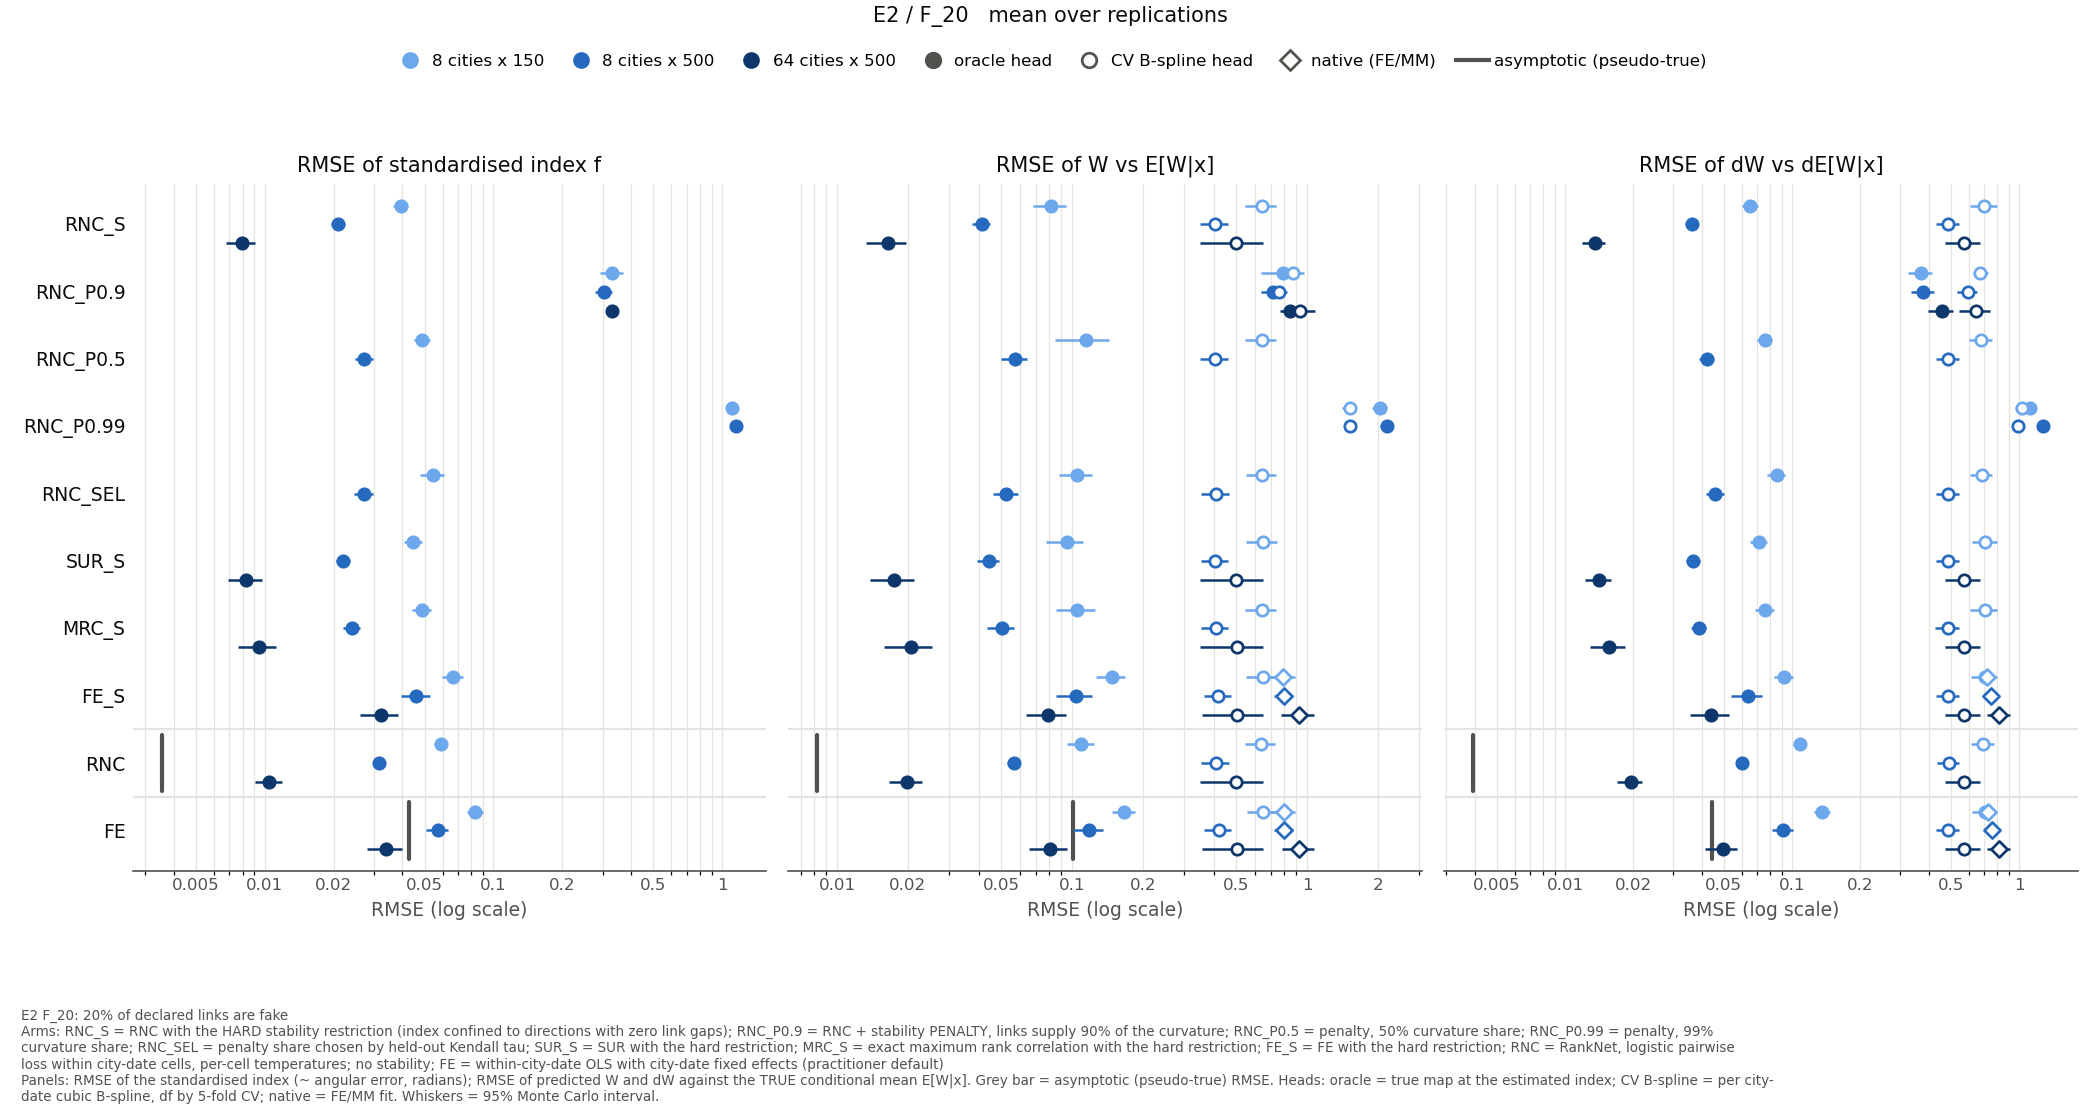 E2 / F_20   mean over replications
8 cities x 150   8 cities x 500   64 cities x 500   oracle head   CV B-spline head   native (FE/MM)   asymptotic (pseudo-true)
RMSE of standardised index f   RMSE of W vs E[W|x]   RMSE of dW vs dE[W|x]
RNC_S
RNC_P0.9
RNC_P0.5
RNC_P0.99
RNC_SEL
SUR_S
MRC_S
FE_S
RNC
FE
0.005 0.01 0.02 0.05 0.1 0.2 0.5 1   0.01 0.02 0.05 0.1 0.2 0.5 1 2   0.005 0.01 0.02 0.05 0.1 0.2 0.5 1
RMSE (log scale)   RMSE (log scale)   RMSE (log scale)
E2 F_20: 20% of declared links are fake
Arms: RNC_S = RNC with the HARD stability restriction (index confined to directions with zero link gaps); RNC_P0.9 = RNC + stability PENALTY, links supply 90% of the curvature; RNC_P0.5 = penalty, 50% curvature share; RNC_P0.99 = penalty, 99%
curvature share; RNC_SEL = penalty share chosen by held-out Kendall tau; SUR_S = SUR with the hard restriction; MRC_S = exact maximum rank correlation with the hard restriction; FE_S = FE with the hard restriction; RNC = RankNet, logistic pairwise
loss within city-date cells, per-cell temperatures; no stability; FE = within-city-date OLS with city-date fixed effects (practitioner default)
Panels: RMSE of the standardised index (~ angular error, radians); RMSE of predicted W and dW against the TRUE conditional mean E[W|x]. Grey bar = asymptotic (pseudo-true) RMSE. Heads: oracle = true map at the estimated index; CV B-spline = per city-
date cubic B-spline, df by 5-fold CV; native = FE/MM fit. Whiskers = 95% Monte Carlo interval.